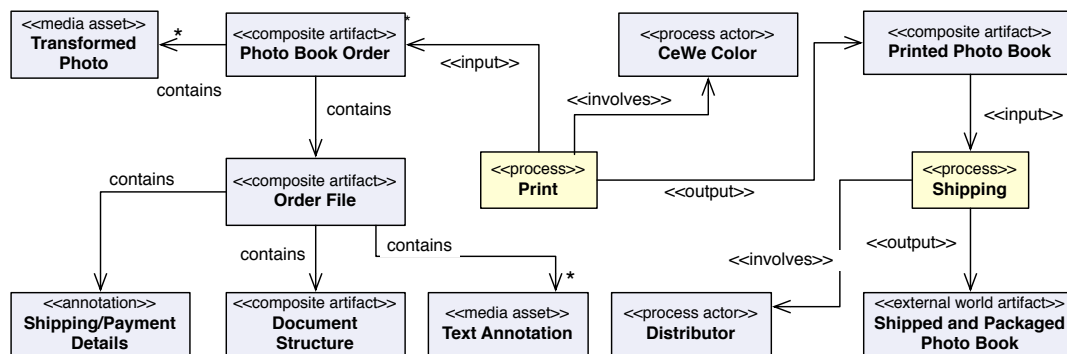 <<media asset>>
Transformed
Photo
*
<<composite artifact>>
Photo Book Order
*
<<process actor>>
CeWe Color
<<composite artifact>>
Printed Photo Book
<<input>>
contains
<<involves>>
contains
<<input>>
<<process>>
Print
<<output>>
<<process>>
Shipping
contains
<<composite artifact>>
Order File
contains
contains
<<output>>
<<involves>>
*
<<annotation>>
Shipping/Payment
Details
<<composite artifact>>
Document
Structure
<<media asset>>
Text Annotation
<<process actor>>
Distributor
<<external world artifact>>
Shipped and Packaged
Photo Book